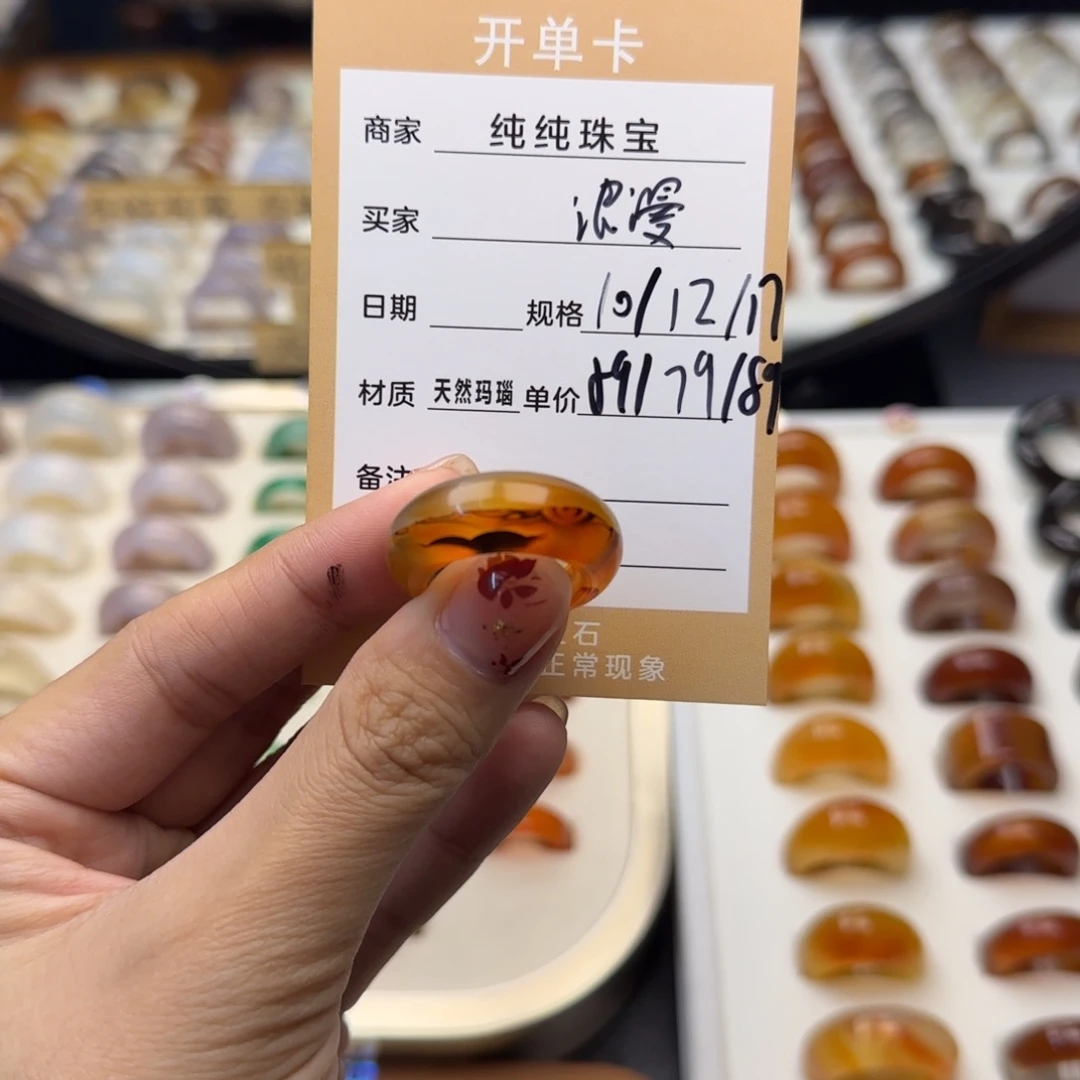 开单卡
商家 纯纯珠宝
买家 浪漫
日期 规格 10/12/17
材质 天然玛瑙 单价 89/79/89
备注
石
正常现象